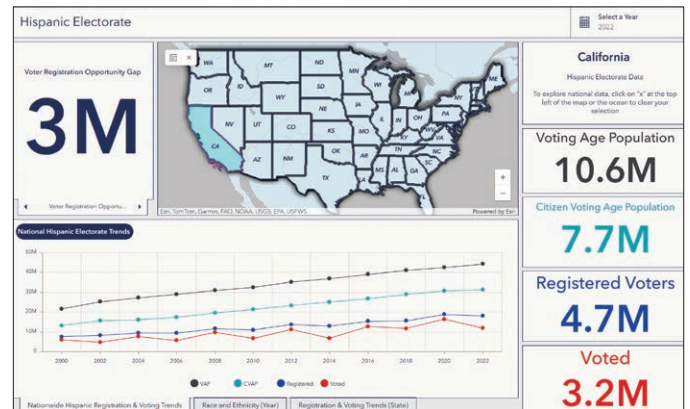 Hispanic Electorate
Select a Year
2022
Voter Registration Opportunity Gap
3M
Voter Registration Opportu...
WA
MT
ND
MN
ME
OR
ID
SD
WI
MI
NY
WY
IA
PA
NE
IL
IN
OH
NV
UT
CO
KS
MO
WV
VA
KY
CA
AZ
NM
OK
AR
TN
NC
SC
TX
LA
MS
AL
GA
FL
+
−
Esri, TomTom, Garmin, FAO, NOAA, USGS, EPA, USFWS
Powered by Esri
California
Hispanic Electorate Data
To explore national data, click on "x" at the top
left of the map or the ocean to clear your
selection
Voting Age Population
10.6M
Citizen Voting Age Population
7.7M
Registered Voters
4.7M
Voted
3.2M
National Hispanic Electorate Trends
50M
40M
30M
20M
10M
0
2000 2002 2004 2006 2008 2010 2012 2014 2016 2018 2020 2022
VAP CVAP Registered Voted
Nationwide Hispanic Registration & Voting Trends
Race and Ethnicity (Year)
Registration & Voting Trends (State)